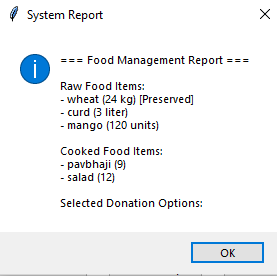 System Report
=== Food Management Report ===
Raw Food Items:
- wheat (24 kg) [Preserved]
- curd (3 liter)
- mango (120 units)
Cooked Food Items:
- pavbhaji (9)
- salad (12)
Selected Donation Options:
OK